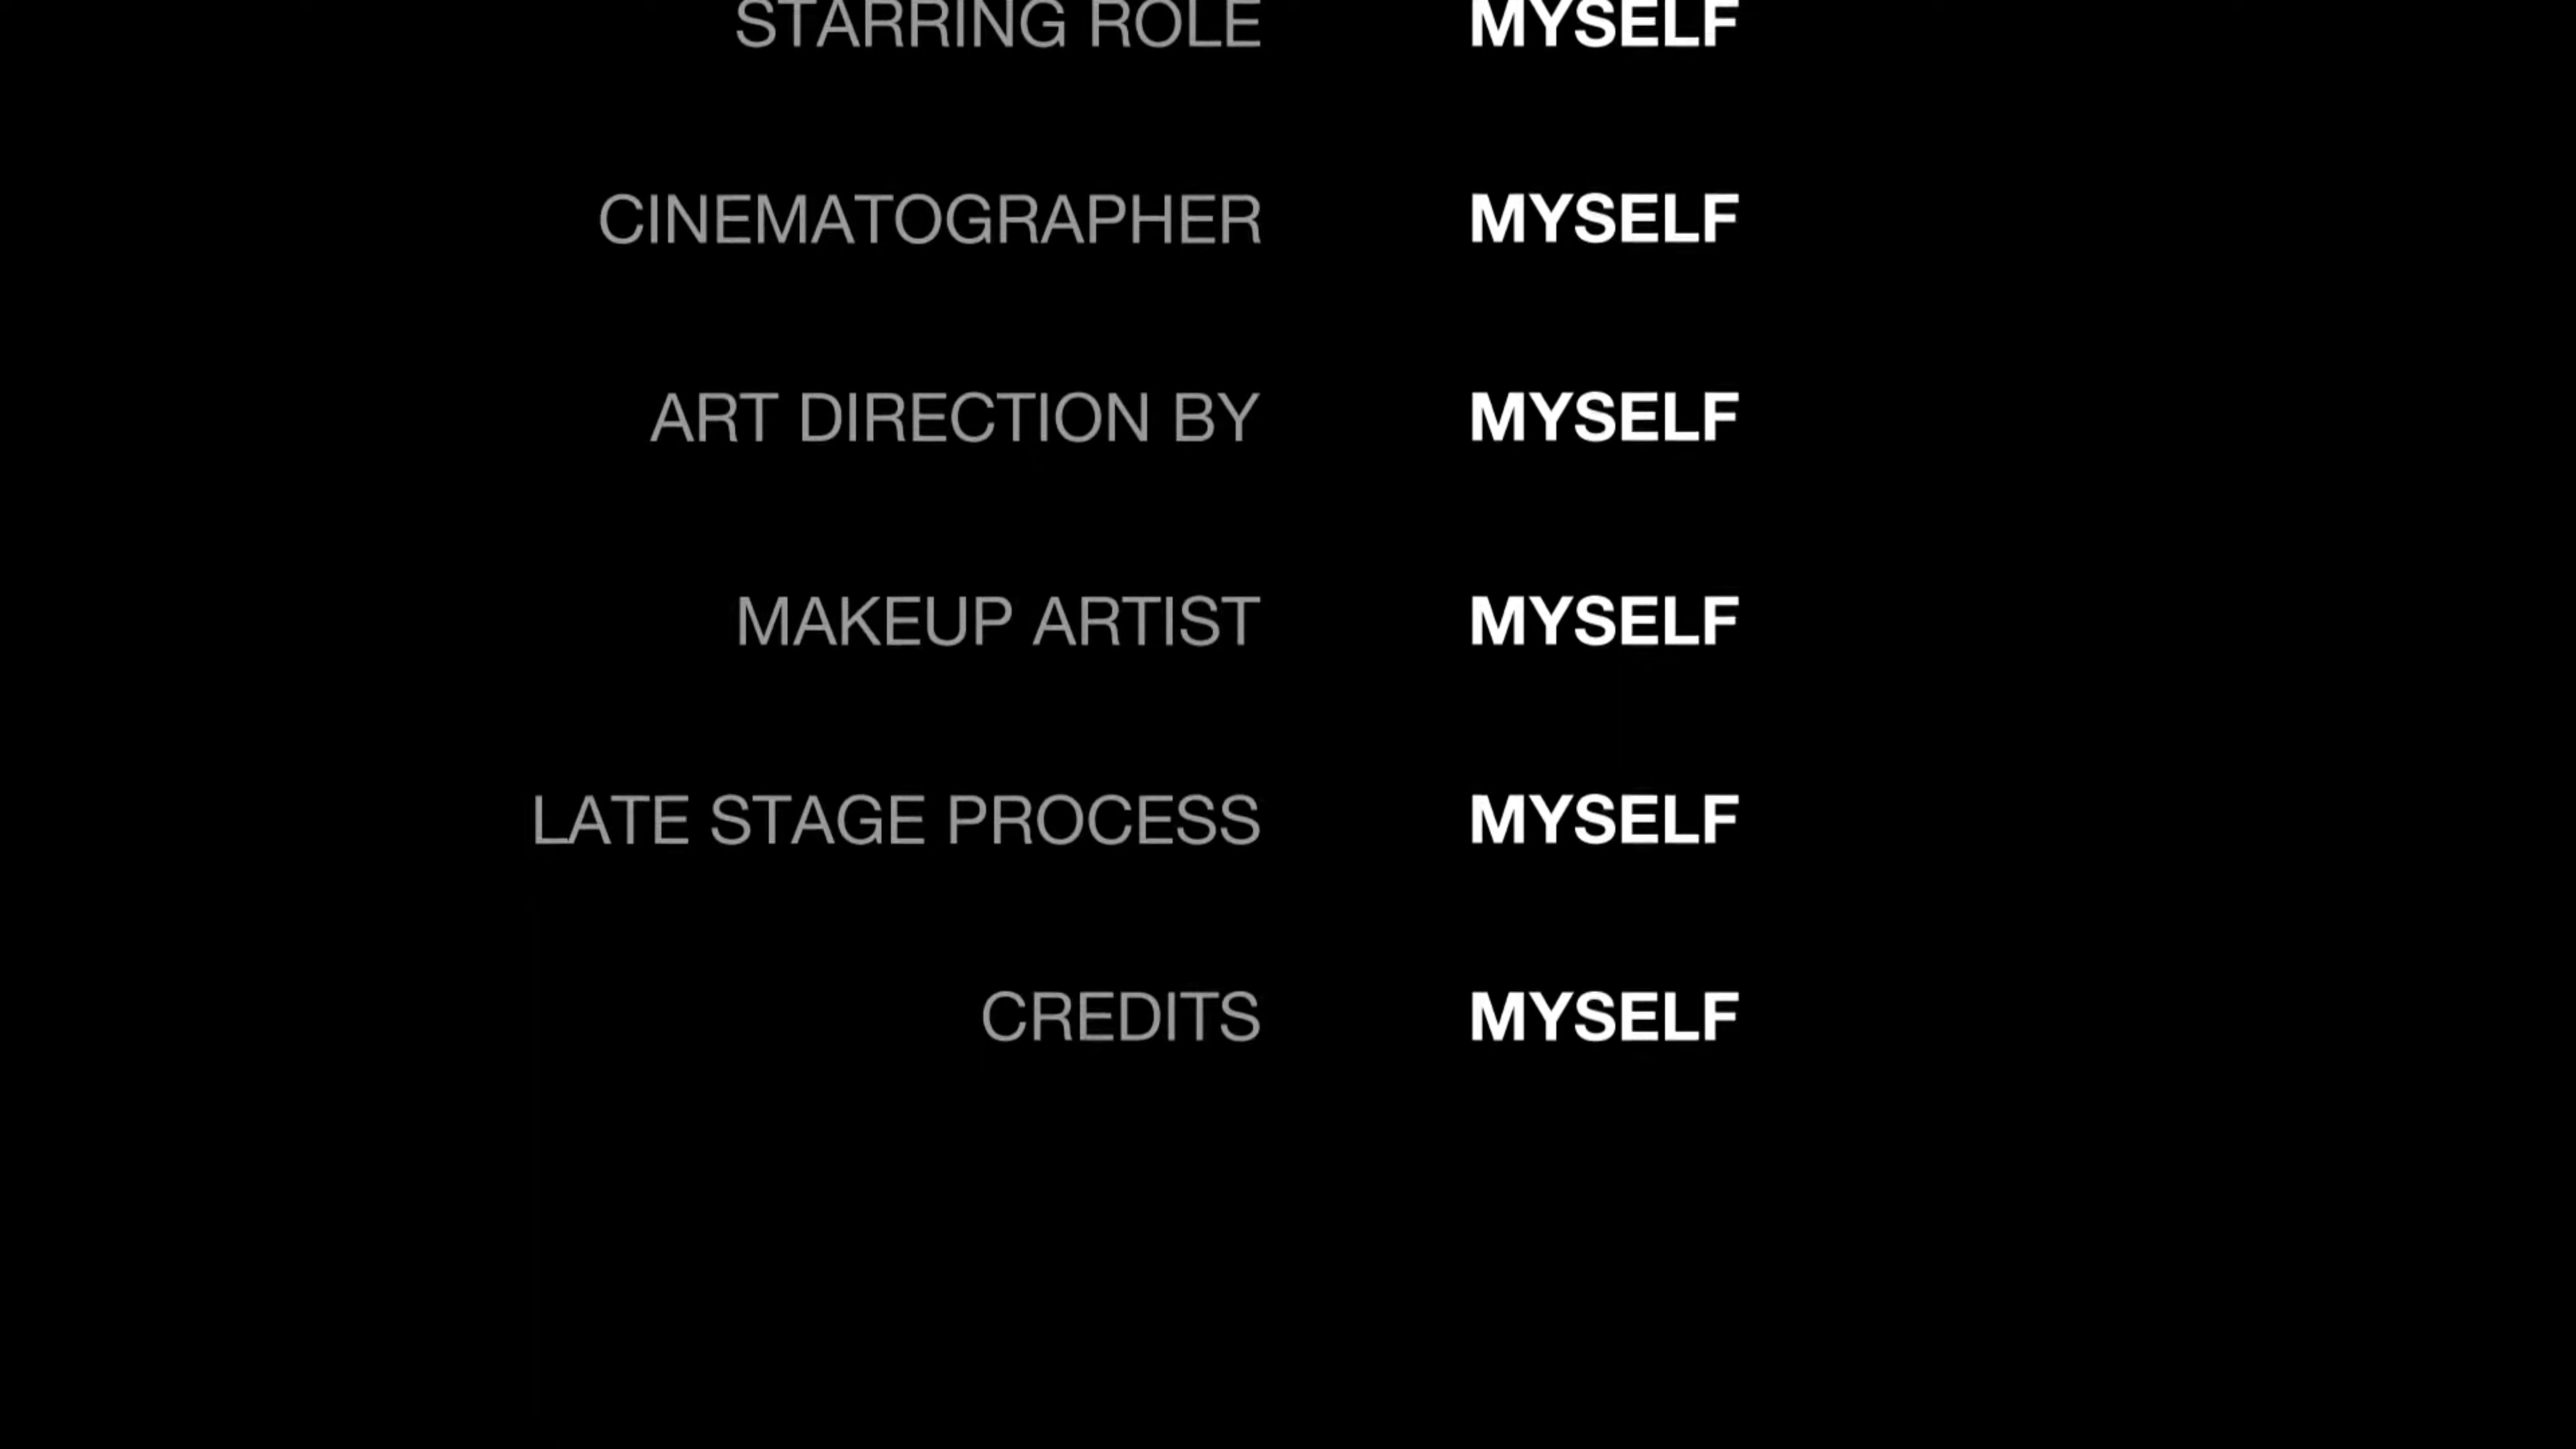 STARRING ROLE MYSELF
CINEMATOGRAPHER MYSELF
ART DIRECTION BY MYSELF
MAKEUP ARTIST MYSELF
LATE STAGE PROCESS MYSELF
CREDITS MYSELF